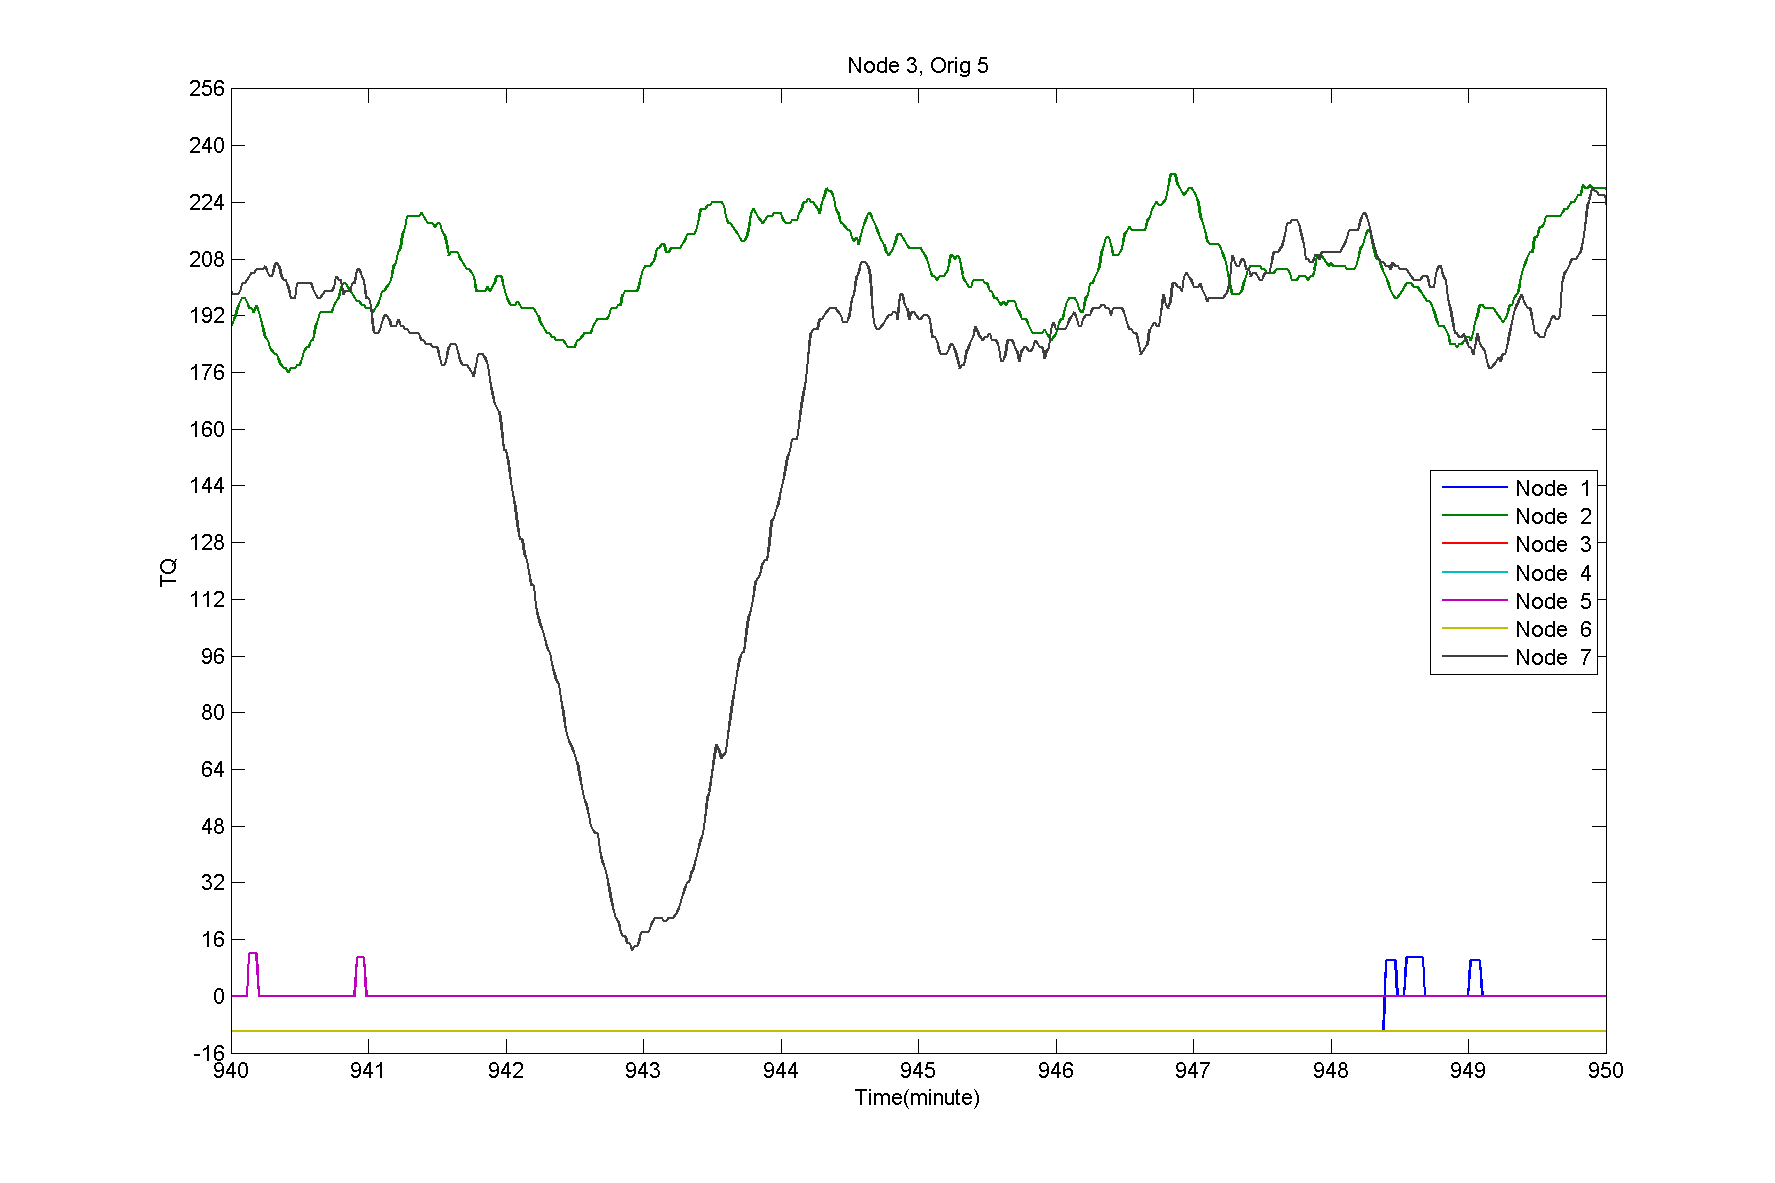 Node 3, Orig 5
256
240
224
208
192
176
160
144
128
112
96
80
64
48
32
16
0
-16
TQ
Node 1
Node 2
Node 3
Node 4
Node 5
Node 6
Node 7
940 941 942 943 944 945 946 947 948 949 950
Time(minute)